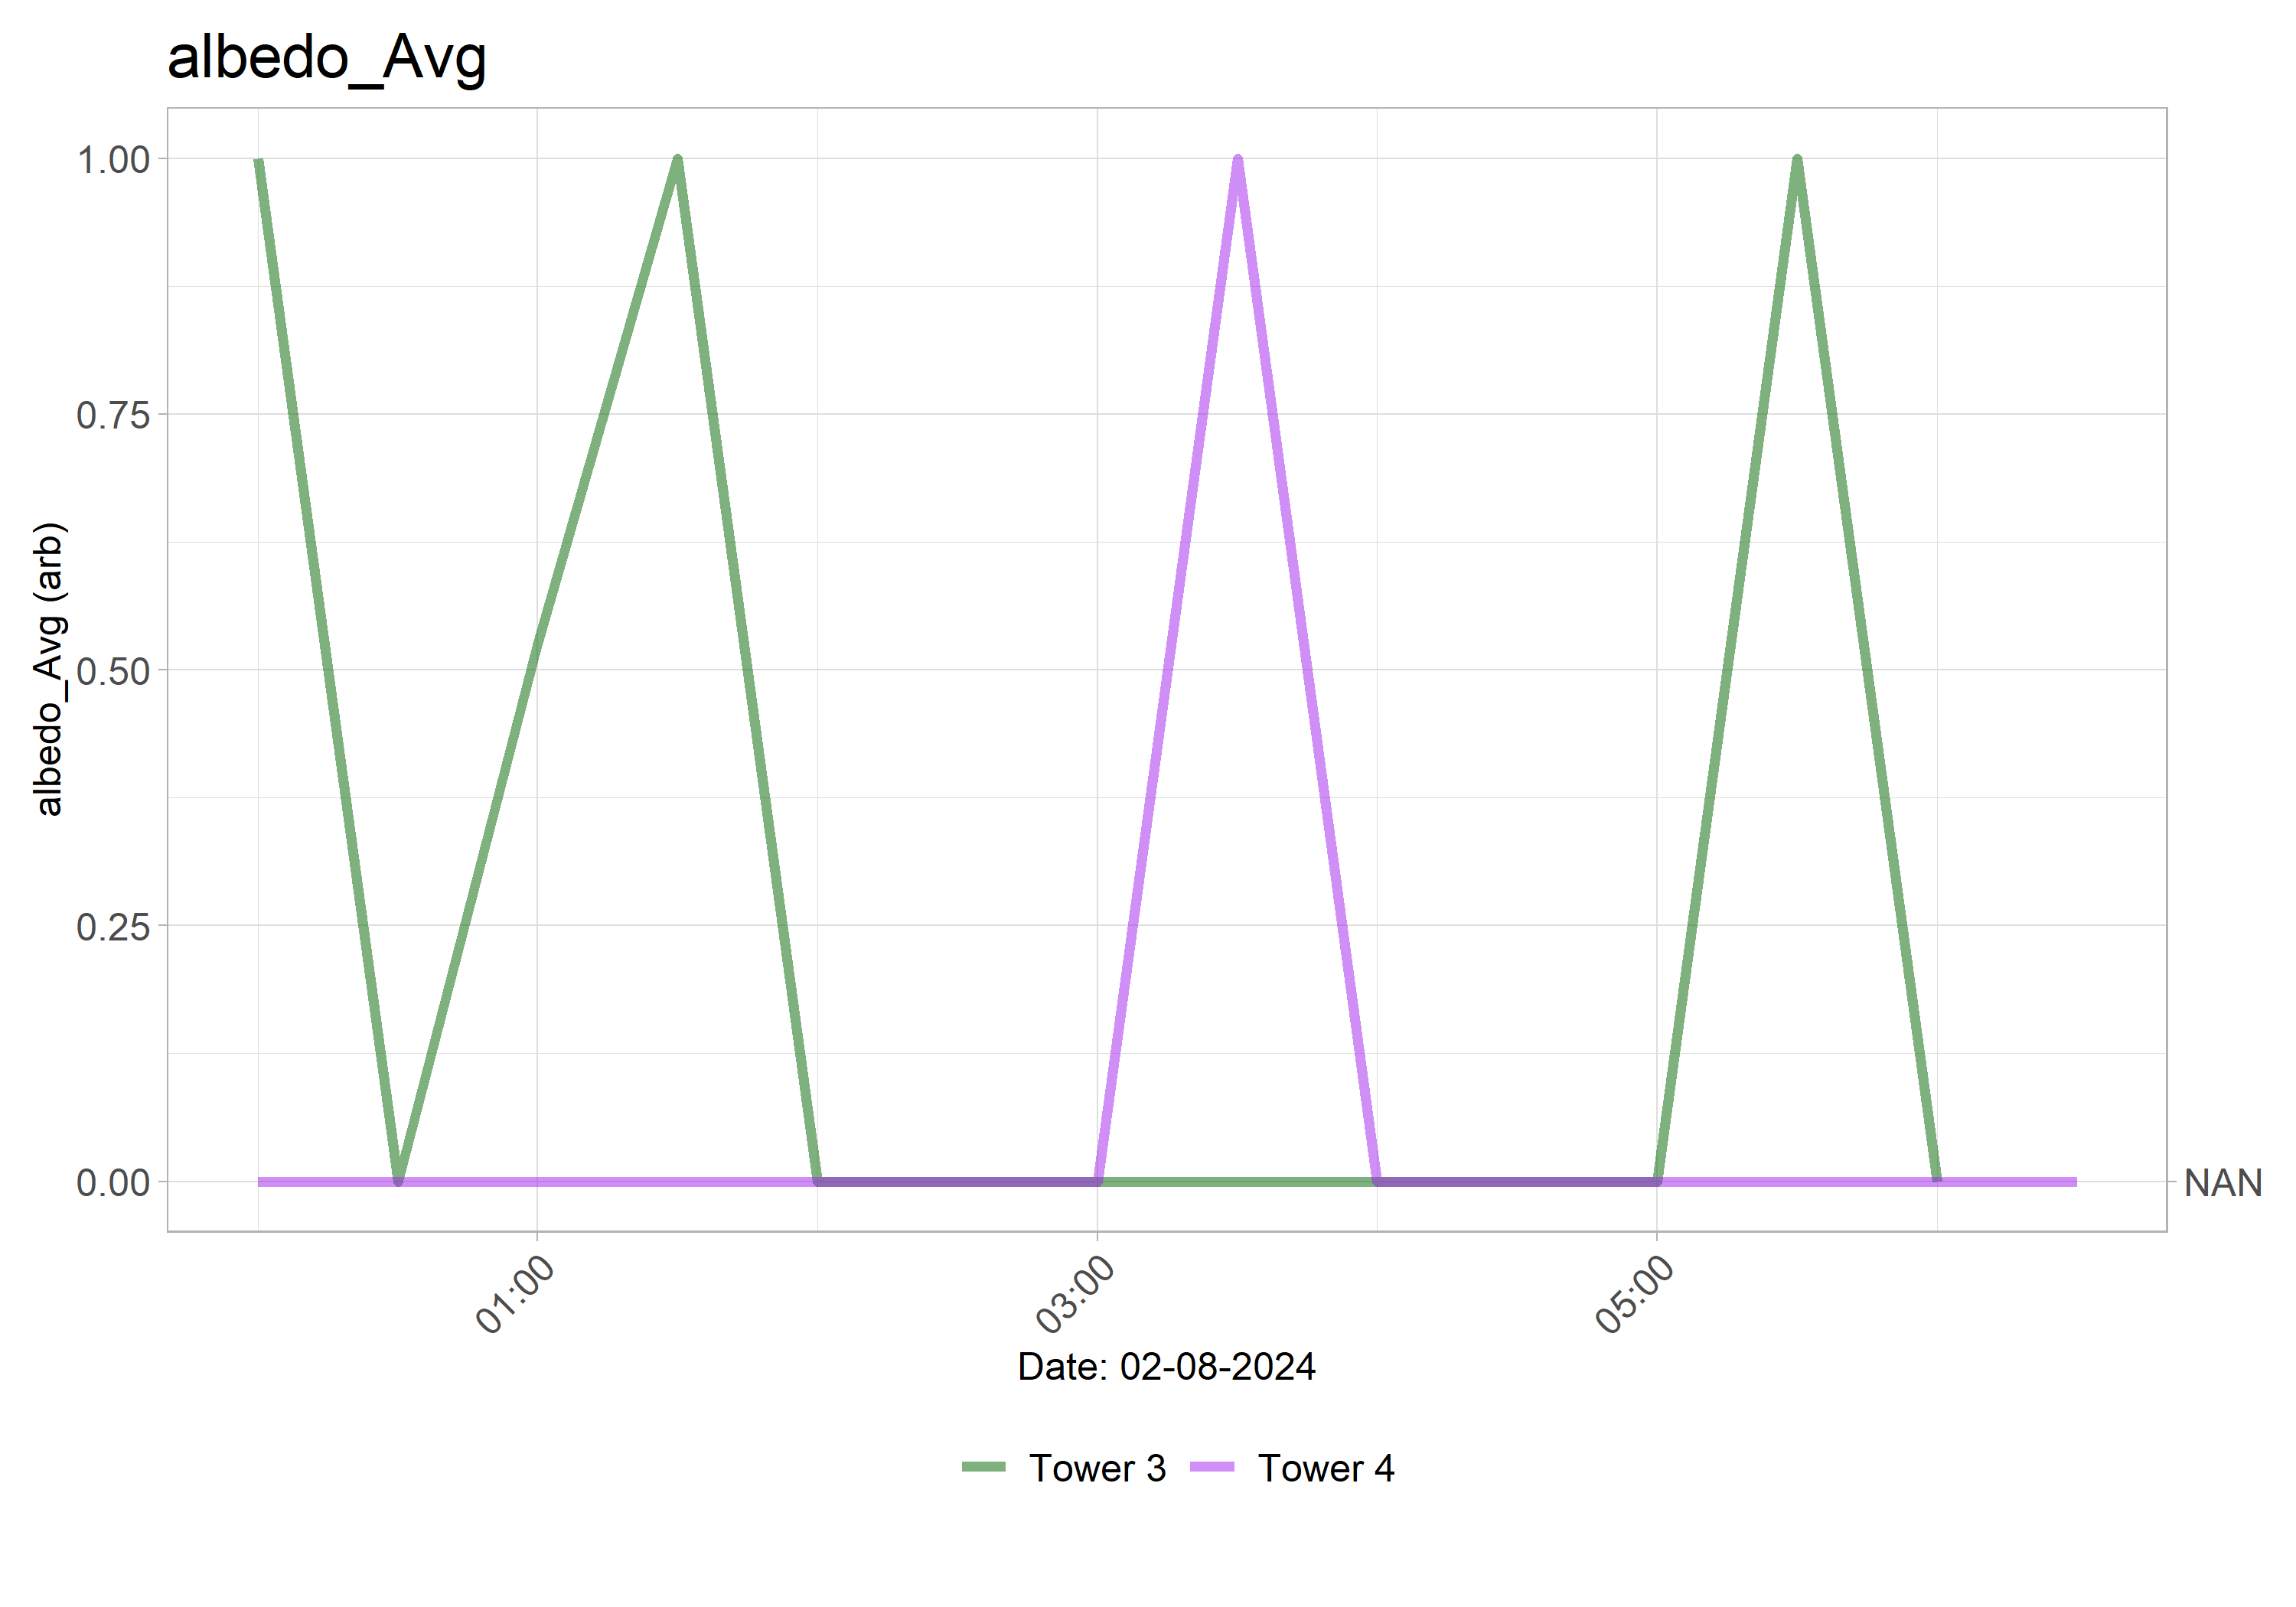 albedo_Avg
albedo_Avg (arb)
1.00
0.75
0.50
0.25
0.00
NAN
01:00
03:00
05:00
Date: 02-08-2024
Tower 3
Tower 4